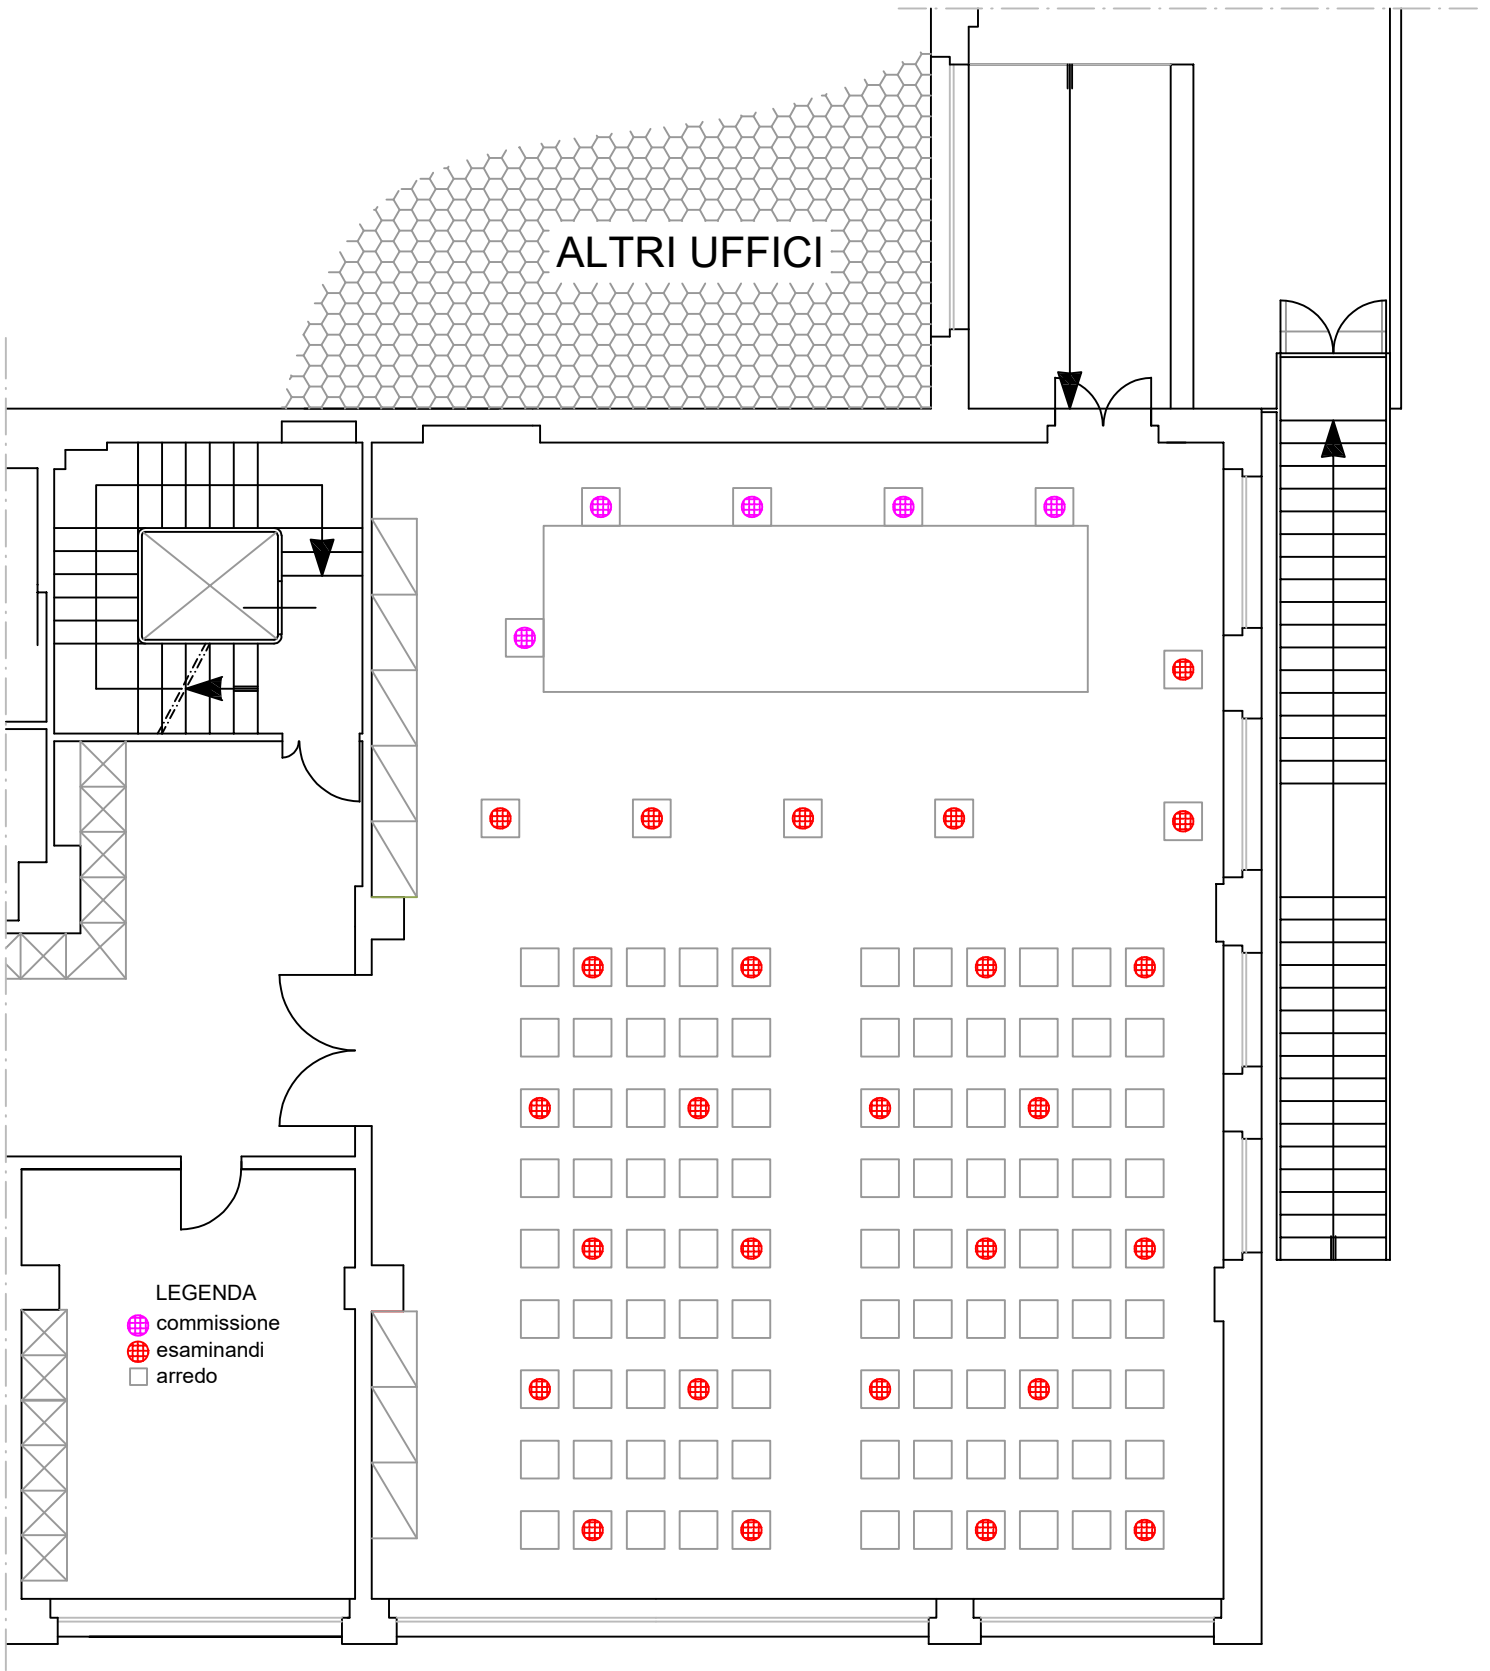 ALTRI UFFICI
LEGENDA
commissione
esaminandi
arredo